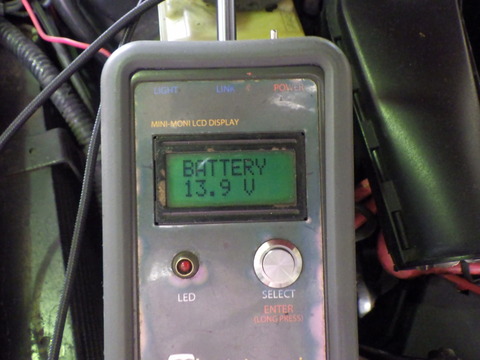 LIGHT LINK POWER
MINI-MONI LCD DISPLAY
BATTERY
13.9 V
LED
SELECT
ENTER
(LONG PRESS)